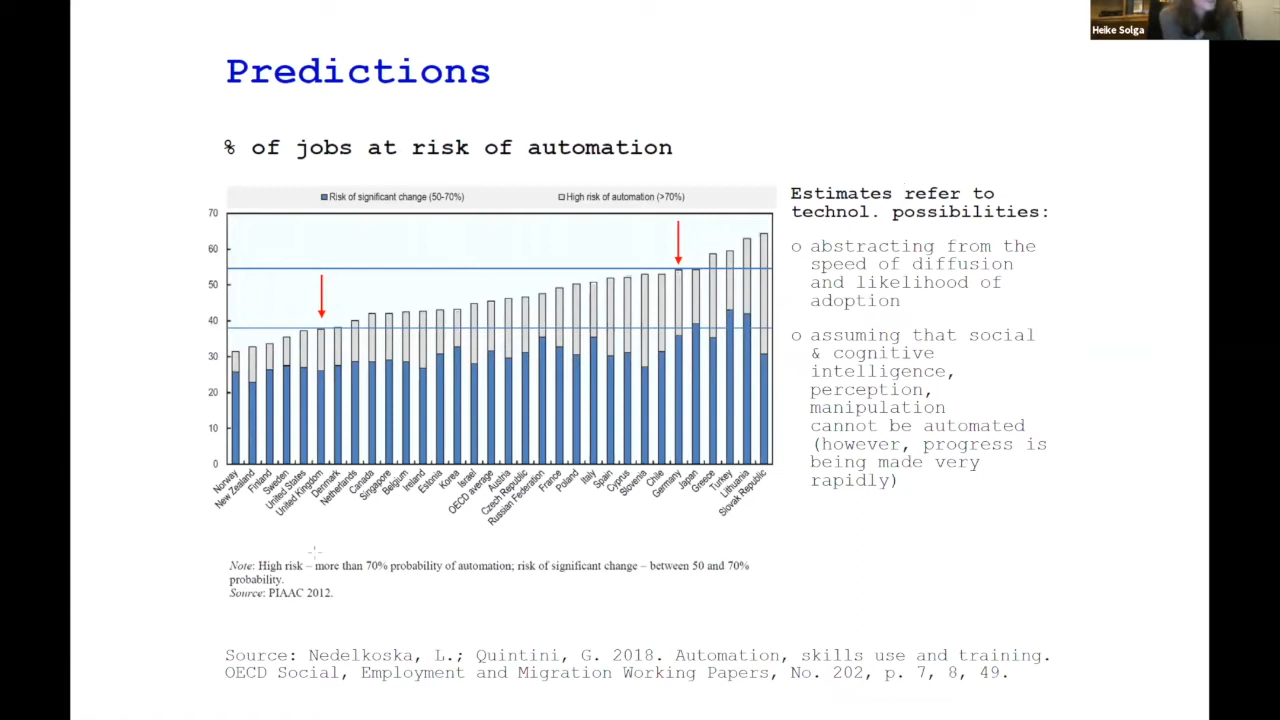 Heike Solga
Predictions
% of jobs at risk of automation
Risk of significant change (50-70%)
High risk of automation (>70%)
70
60
50
40
30
20
10
0
Norway
New Zealand
Finland
Sweden
United States
United Kingdom
Denmark
Netherlands
Canada
Singapore
Belgium
Ireland
Estonia
Korea
Israel
OECD average
Austria
Czech Republic
Russian Federation
France
Poland
Italy
Spain
Cyprus
Slovenia
Chile
Germany
Japan
Greece
Turkey
Lithuania
Slovak Republic
Note: High risk – more than 70% probability of automation; risk of significant change – between 50 and 70%
probability.
Source: PIAAC 2012.
Estimates refer to
technol. possibilities:
o abstracting from the
speed of diffusion
and likelihood of
adoption
o assuming that social
& cognitive
intelligence,
perception,
manipulation
cannot be automated
(however, progress is
being made very
rapidly)
Source: Nedelkoska, L.; Quintini, G. 2018. Automation, skills use and training.
OECD Social, Employment and Migration Working Papers, No. 202, p. 7, 8, 49.